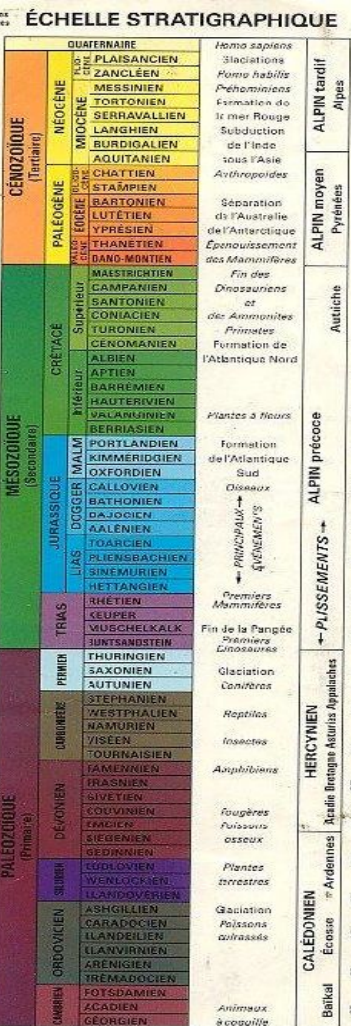 ÉCHELLE STRATIGRAPHIQUE
QUATERNAIRE Homo sapiens
PLAISANCIEN Glaciations
ZANCLÉEN Homo habilis
MESSINIEN Préhominiens
TORTONIEN Formation de
SERRAVALLIEN la mer Rouge
LANGHIEN Subduction
BURDIGALIEN de l'Inde
AQUITANIEN sous l'Asie
CHATTIEN Anthropoides
STAMPIEN
BARTONIEN Séparation
LUTÉTIEN de l'Australie
YPRÉSIEN de l'Antarctique
THANÉTIEN Épanouissement
DANO-MONTIEN des Mammifères
MAESTRICHTIEN Fin des
CAMPANIEN Dinosauriens
SANTONIEN et
CONIACIEN des Ammonites
TURONIEN Primates
CÉNOMANIEN Formation de
ALBIEN l'Atlantique Nord
APTIEN
BARRÉMIEN
HAUTERIVIEN
VALANGINIEN Plantes à fleurs
BERRIASIEN
PORTLANDIEN Formation
KIMMÉRIDGIEN de l'Atlantique
OXFORDIEN Sud
CALLOVIEN Oiseaux
BATHONIEN
BAJOCIEN
AALÉNIEN
TOARCIEN
PLIENSBACHIEN
SINÉMURIEN
HETTANGIEN
RHÉTIEN Premiers
KEUPER Mammifères
MUSCHELKALK Fin de la Pangée
BUNTSANDSTEIN Premiers
Dinosaures
THURINGIEN
SAXONIEN Glaciation
AUTUNIEN Conifères
STÉPHANIEN
WESTPHALIEN Reptiles
NAMURIEN
VISÉEN Insectes
TOURNAISIEN
FAMENNIEN Amphibiens
FRASNIEN
GIVÉTIEN
COUVINIEN Fougères
EMSIEN Poissons
SIEGENIEN osseux
GEDINNIEN
LUDLOVIEN Plantes
WENLOCKIEN terrestres
LLANDOVERIEN
ASHGILLIEN Glaciation
CARADOCIEN Poissons
LLANDEILIEN cuirassés
LLANVIRNIEN
ARÉNIGIEN
TRÉMADOCIEN
POTSDAMIEN
ACADIEN Animaux
GÉORGIEN à coquille
CÉNOZOÏQUE
(Tertiaire)
MÉSOZOÏQUE
(Secondaire)
PALÉOZOÏQUE
(Primaire)
NÉOGÈNE
PALÉOGÈNE
CRÉTACÉ
JURASSIQUE
TRIAS
PERMIEN
CARBONIFÈRE
DÉVONIEN
SILURIEN
ORDOVICIEN
CAMBRIEN
PLIO-
CÈNE
MIOCÈNE
EOCÈNE
PALÉO-
CÈNE
Supérieur
Inférieur
MALM
DOGGER
LIAS
← PRINCIPAUX →
ÉVÉNEMENTS
← PLISSEMENTS →
ALPIN tardif
Alpes
ALPIN moyen
Pyrénées
ALPIN précoce
Autriche
HERCYNIEN
Acadie Bretagne Asturies Appalaches
CALÉDONIEN
Écosse Ardennes
Baïkal